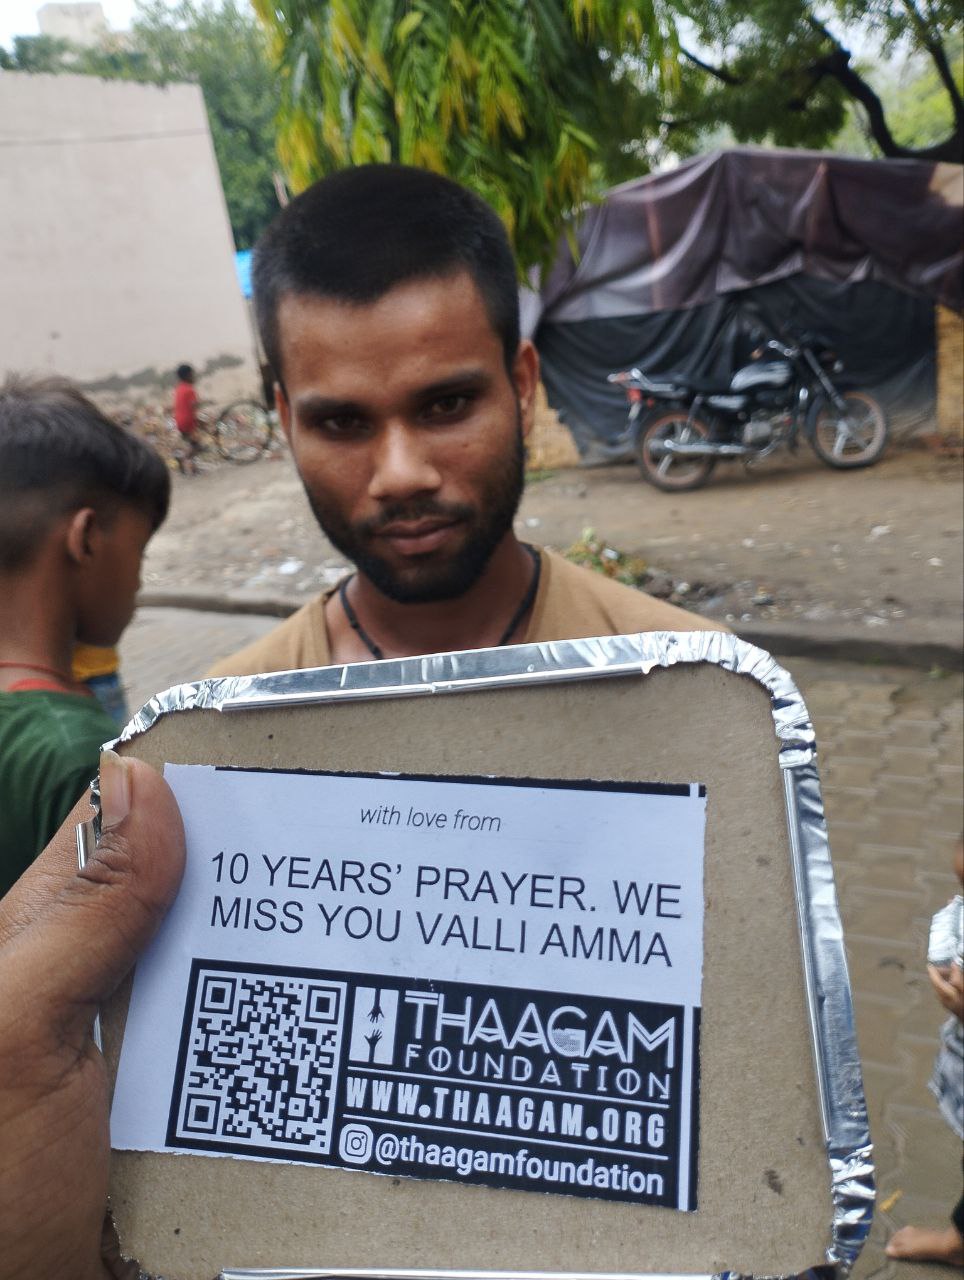 with love from
10 YEARS’ PRAYER. WE
MISS YOU VALLI AMMA
THAAGAM
FOUNDATION
WWW.THAAGAM.ORG
@thaagamfoundation